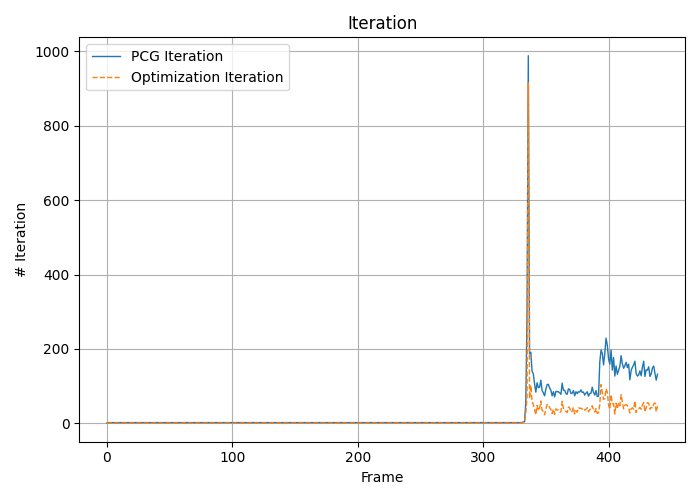 Iteration
PCG Iteration
Optimization Iteration
# Iteration
1000
800
600
400
200
0
0 100 200 300 400
Frame